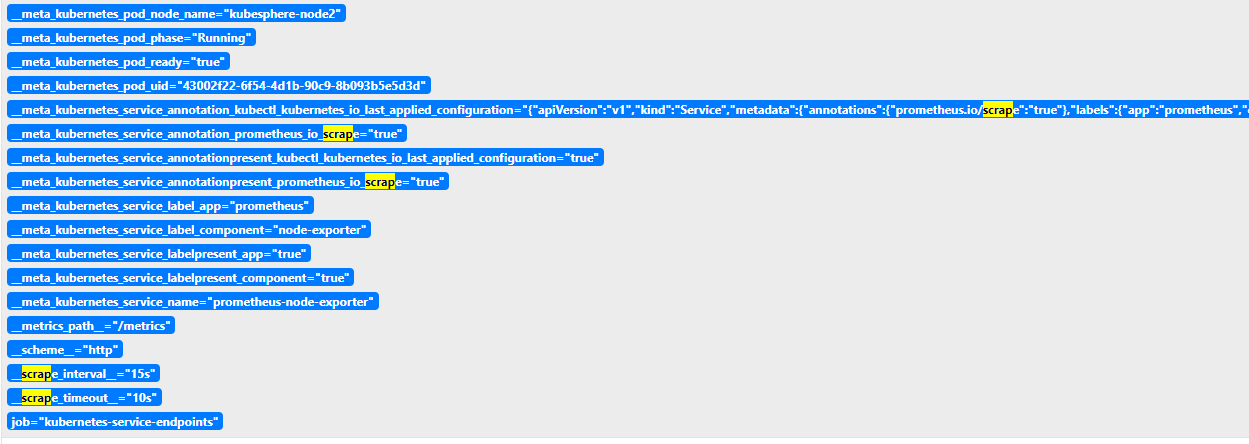 __meta_kubernetes_pod_node_name="kubesphere-node2"
__meta_kubernetes_pod_phase="Running"
__meta_kubernetes_pod_ready="true"
__meta_kubernetes_pod_uid="43002f22-6f54-4d1b-90c9-8b093b5e5d3d"
__meta_kubernetes_service_annotation_kubectl_kubernetes_io_last_applied_configuration="{"apiVersion":"v1","kind":"Service","metadata":{"annotations":{"prometheus.io/scrape":"true"},"labels":{"app":"prometheus","
__meta_kubernetes_service_annotation_prometheus_io_scrape="true"
__meta_kubernetes_service_annotationpresent_kubectl_kubernetes_io_last_applied_configuration="true"
__meta_kubernetes_service_annotationpresent_prometheus_io_scrape="true"
__meta_kubernetes_service_label_app="prometheus"
__meta_kubernetes_service_label_component="node-exporter"
__meta_kubernetes_service_labelpresent_app="true"
__meta_kubernetes_service_labelpresent_component="true"
__meta_kubernetes_service_name="prometheus-node-exporter"
__metrics_path__="/metrics"
__scheme__="http"
__scrape_interval__="15s"
__scrape_timeout__="10s"
job="kubernetes-service-endpoints"